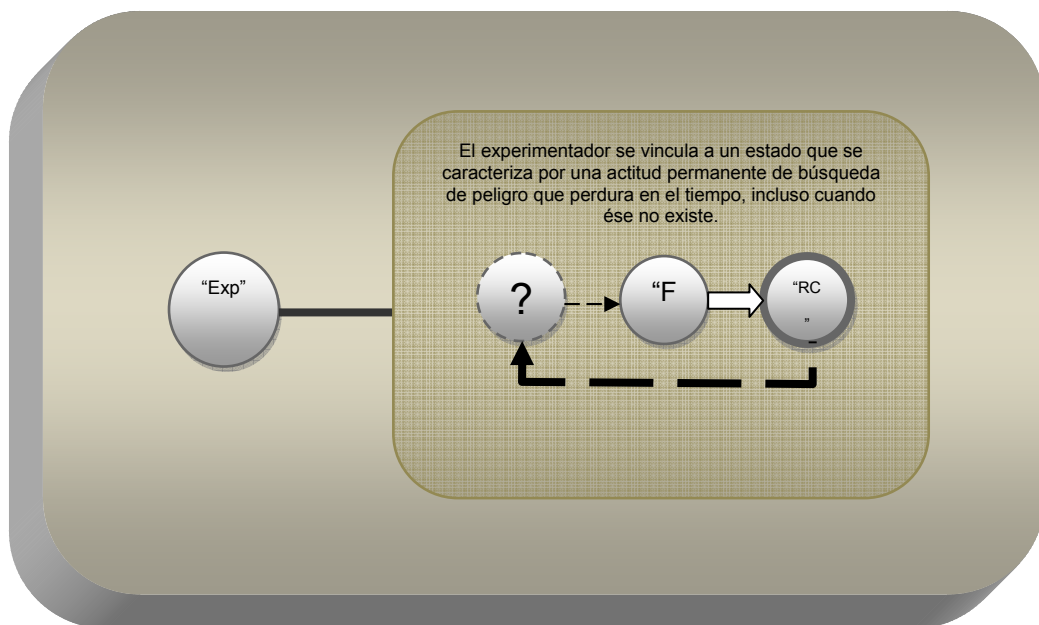 El experimentador se vincula a un estado que se
caracteriza por una actitud permanente de búsqueda
de peligro que perdura en el tiempo, incluso cuando
ése no existe.
“Exp”
?
“F
“RC
”